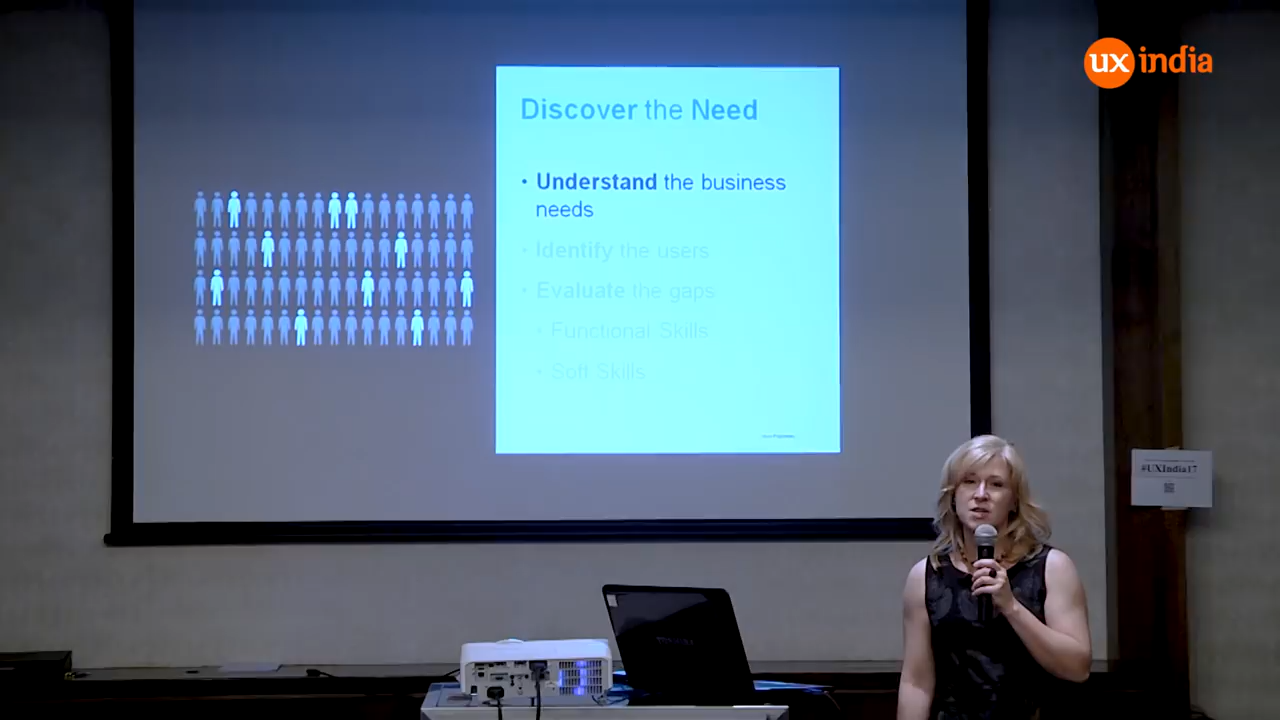 ux india
Discover the Need
• Understand the business
needs
• Identify the users
• Evaluate the gaps
• Functional Skills
• Soft Skills
#UXIndia17